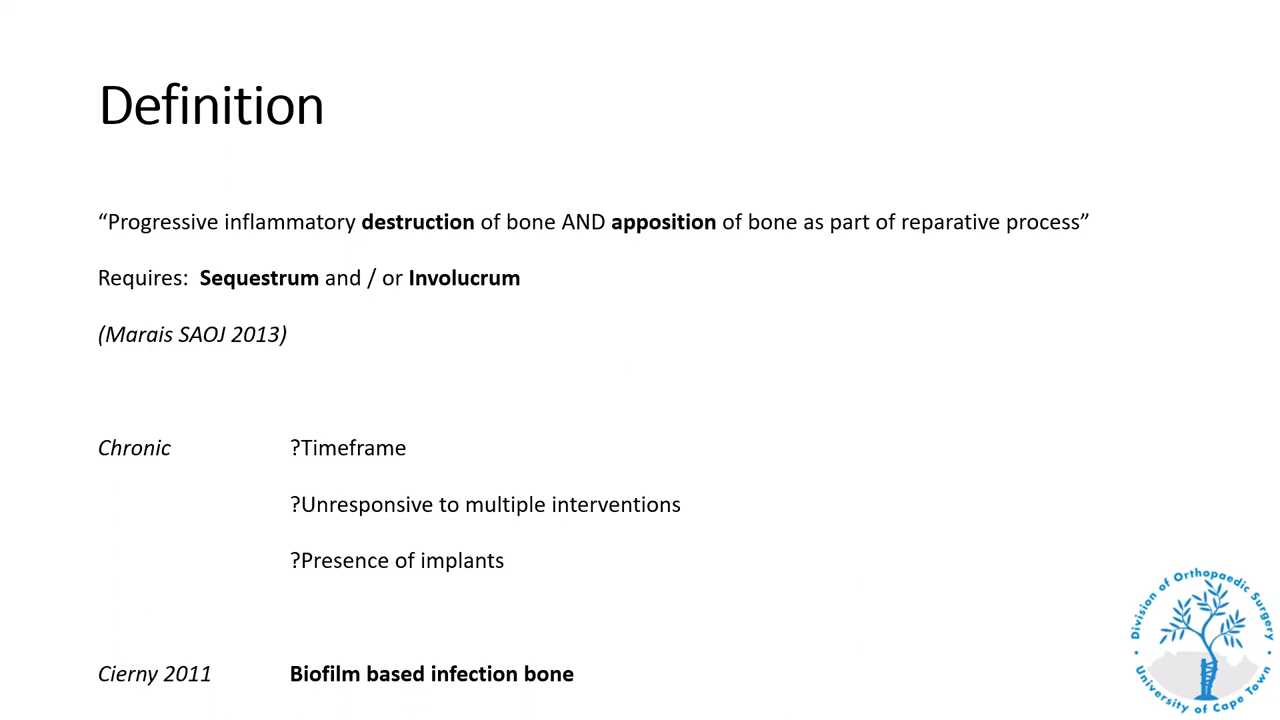 Definition
“Progressive inflammatory destruction of bone AND apposition of bone as part of reparative process”
Requires: Sequestrum and / or Involucrum
(Marais SAOJ 2013)
Chronic ?Timeframe
?Unresponsive to multiple interventions
?Presence of implants
Cierny 2011 Biofilm based infection bone
Division of Orthopaedic Surgery
University of Cape Town